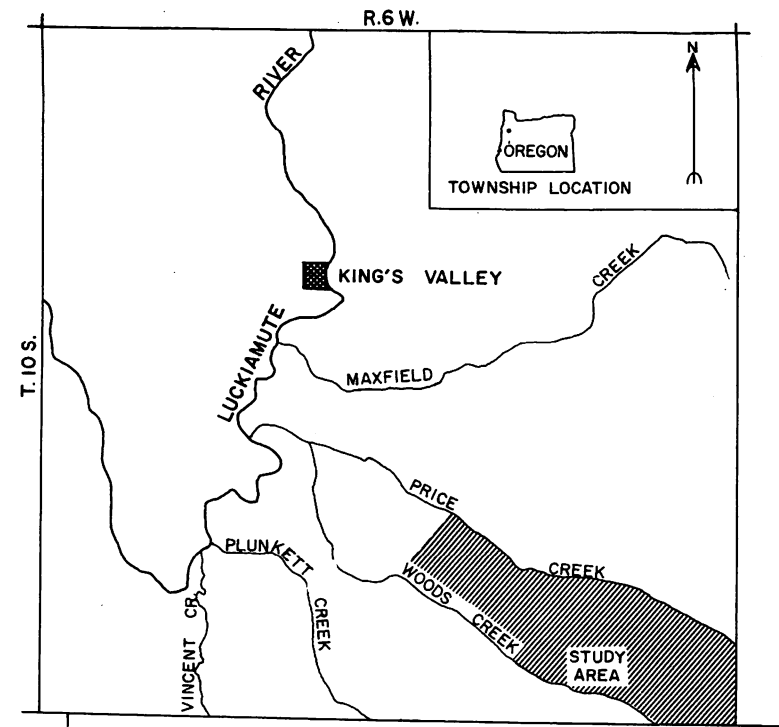 R.6 W.
N
RIVER
OREGON
TOWNSHIP LOCATION
KING'S VALLEY
CREEK
T. 10 S.
LUCKIAMUTE
MAXFIELD
PRICE
CREEK
PLUNKETT
CREEK
WOODS
CREEK
VINCENT CR.
STUDY
AREA